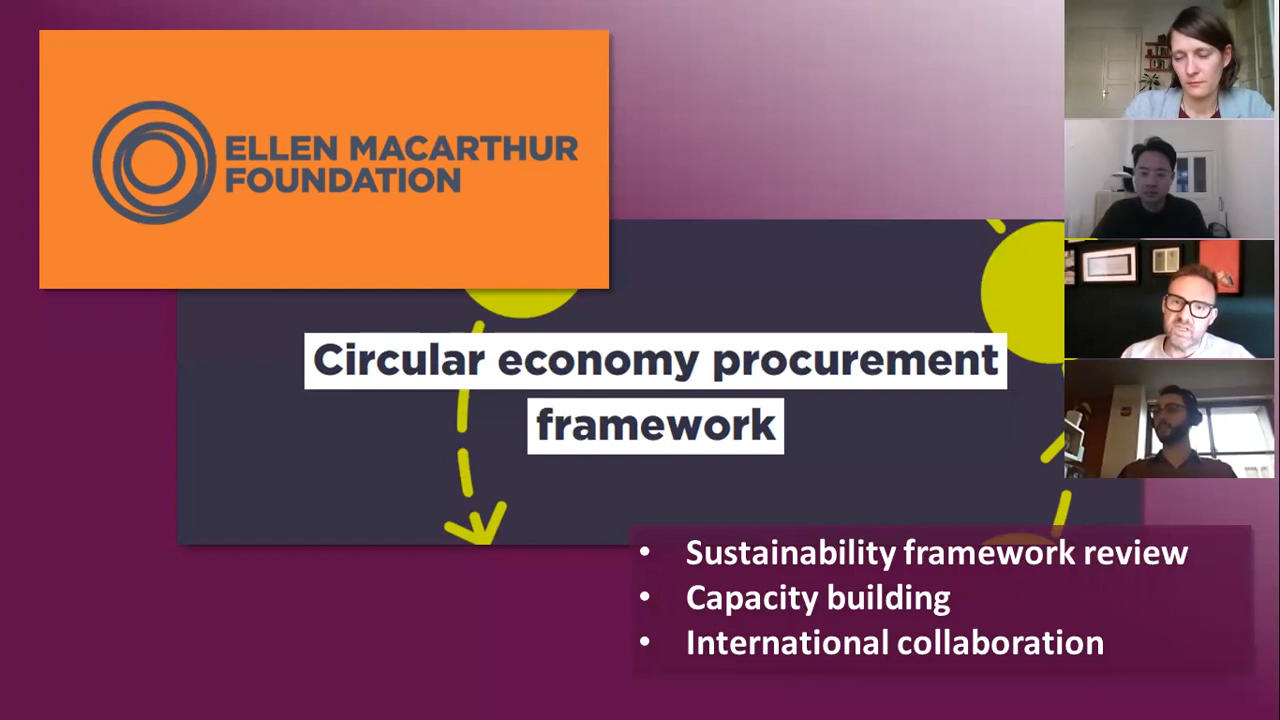 ELLEN MACARTHUR
FOUNDATION
Circular economy procurement
framework
• Sustainability framework review
• Capacity building
• International collaboration